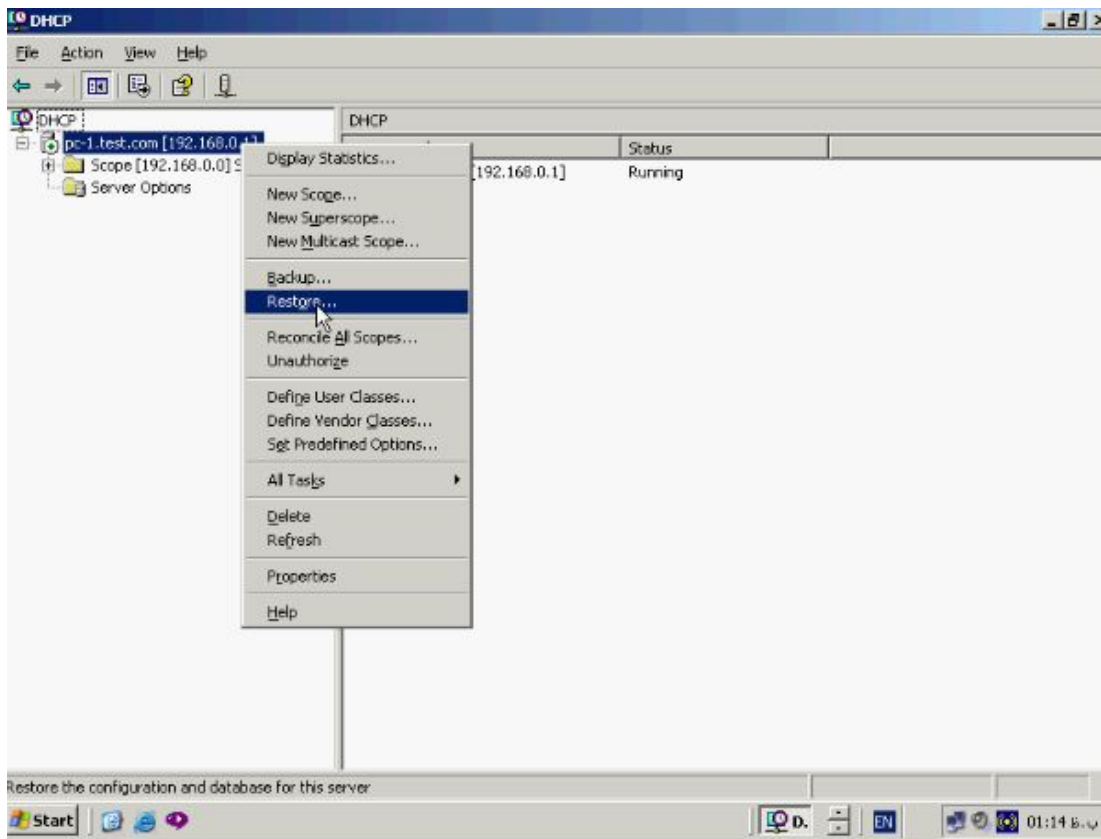 DHCP
File Action View Help
DHCP
DHCP
pc-1.test.com [192.168.0.1]
Status
Scope [192.168.0.0] S
[192.168.0.1] Running
Server Options
Display Statistics...
New Scope...
New Superscope...
New Multicast Scope...
Backup...
Restore...
Reconcile All Scopes...
Unauthorize
Define User Classes...
Define Vendor Classes...
Set Predefined Options...
All Tasks
Delete
Refresh
Properties
Help
Restore the configuration and database for this server
Start
D.
EN
01:14 ب.ظ